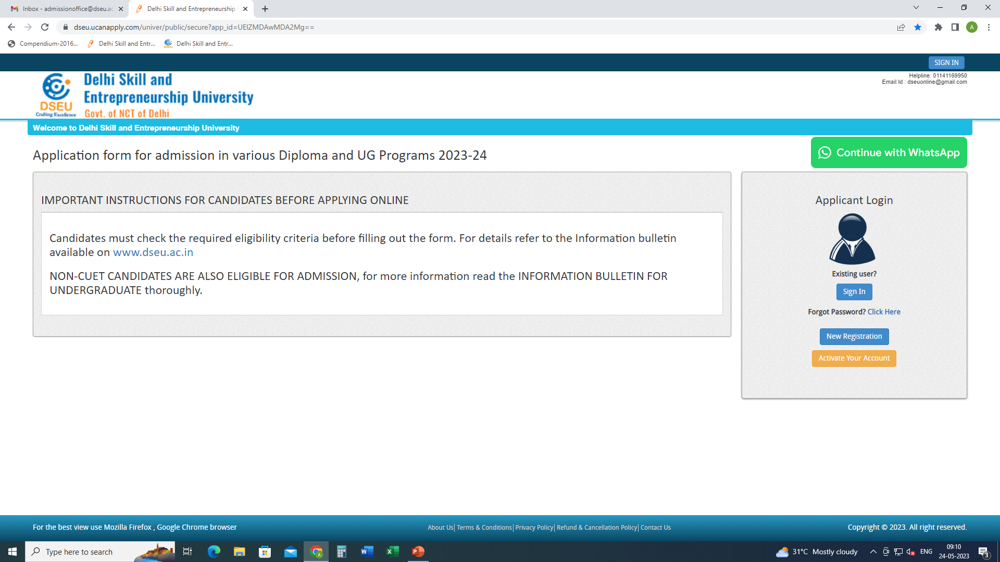 Inbox - admissionoffice@dseu.ac
Delhi Skill and Entrepreneurship
dseu.ucanapply.com/univer/public/secure?app_id=UElZMDAwMDA2Mg==
A
Compendium-2016...
Delhi Skill and Entr...
Delhi Skill and Entr...
SIGN IN
Helpline: 01141169950
Email Id : dseuonline@gmail.com
DSEU
Crafting Excellence
Delhi Skill and
Entrepreneurship University
Govt. of NCT of Delhi
Welcome to Delhi Skill and Entrepreneurship University
Application form for admission in various Diploma and UG Programs 2023-24
Continue with WhatsApp
IMPORTANT INSTRUCTIONS FOR CANDIDATES BEFORE APPLYING ONLINE
Candidates must check the required eligibility criteria before filling out the form. For details refer to the Information bulletin
available on www.dseu.ac.in
NON-CUET CANDIDATES ARE ALSO ELIGIBLE FOR ADMISSION, for more information read the INFORMATION BULLETIN FOR
UNDERGRADUATE thoroughly.
Applicant Login
Existing user?
Sign In
Forgot Password? Click Here
New Registration
Activate Your Account
For the best view use Mozilla Firefox , Google Chrome browser
About Us| Terms & Conditions| Privacy Policy| Refund & Cancellation Policy| Contact Us
Copyright © 2023. All right reserved.
Type here to search
31°C Mostly cloudy
ENG
09:10
24-05-2023
3